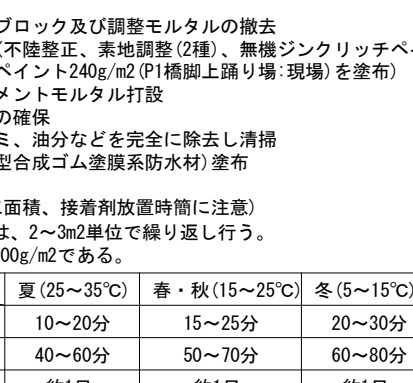 ブロック及び調整モルタルの撤去
(不陸整正、素地調整(2種)、無機ジンクリッチペ
ペイント240g/m2(P1橋脚上踊り場:現場)を塗布)
メントモルタル打設
の確保
ミ、油分などを完全に除去し清掃
型合成ゴム塗膜系防水材)塗布
面積、接着剤放置時間に注意)
は、2～3m2単位で繰り返し行う。
00g/m2である。
夏(25～35℃) 春・秋(15～25℃) 冬(5～15℃)
10～20分 15～25分 20～30分
40～60分 50～70分 60～80分
約1日 約1日 約1日